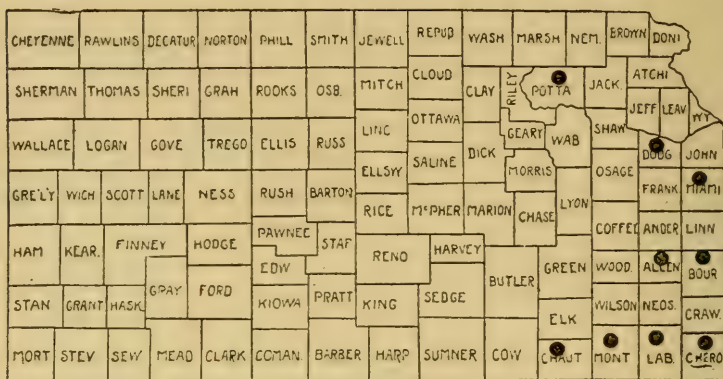 CHEYENNE RAWLINS DECATUR NORTON PHILL SMITH JEWELL REPUB WASH MARSH NEM. BROWN DONI
SHERMAN THOMAS SHERI GRAH ROOKS OSB. MITCH CLOUD CLAY RILEY POTTA JACK. ATCHI
JEFF LEAV WY
WALLACE LOGAN GOVE TREGO ELLIS RUSS LINC OTTAWA DICK GEARY WAB SHAW DOUG JOHN
ELLSW SALINE MORRIS OSAGE
GRE'L'Y WICH SCOTT LANE NESS RUSH BARTON RICE McPHER MARION CHASE LYON FRANK. MIAMI
HAM KEAR. FINNEY HODGE PAWNEE STAF RENO HARVEY COFFEE ANDER LINN
EDW BUTLER GREEN WOOD. ALLEN BOUR
STAN GRANT HASK. GRAY FORD KIOWA PRATT KING SEDGE ELK WILSON NEOS. CRAW.
MORT STEV SEW MEAD CLARK COMAN. BARBER HARP SUMNER COW CHAUT MONT LAB. CHERO